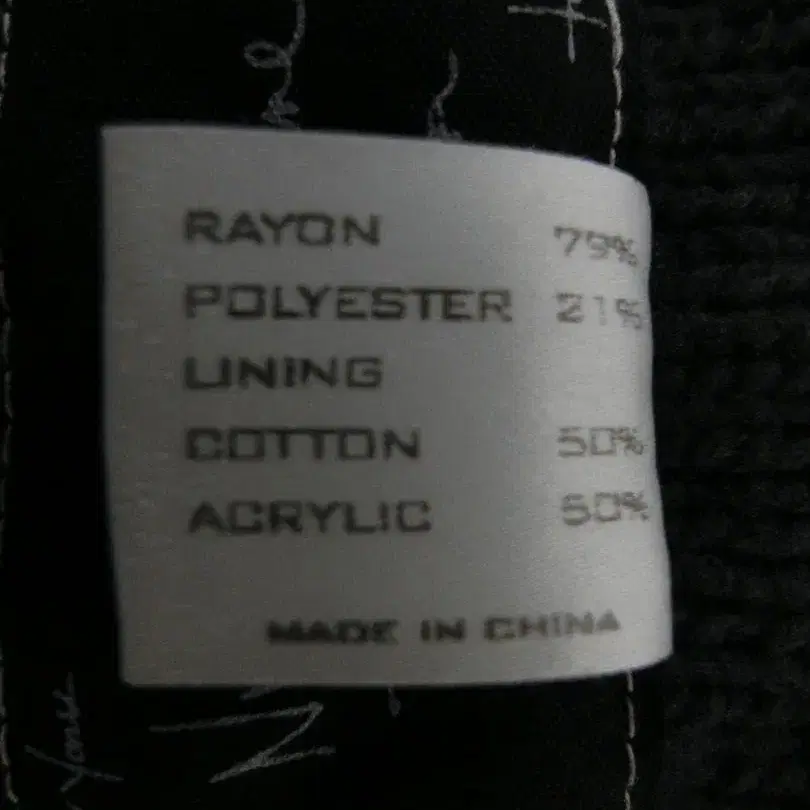 RAYON 79%
POLYESTER 21%
LINING
COTTON 50%
ACRYLIC 50%
MADE IN CHINA